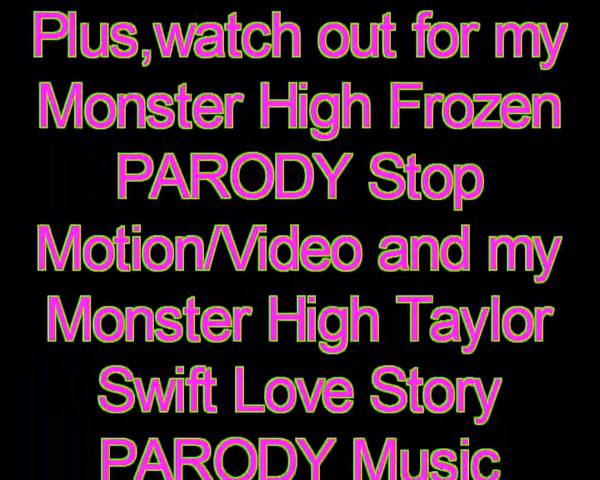 Plus,watch out for my
Monster High Frozen
PARODY Stop
Motion/Video and my
Monster High Taylor
Swift Love Story
PARODY Music